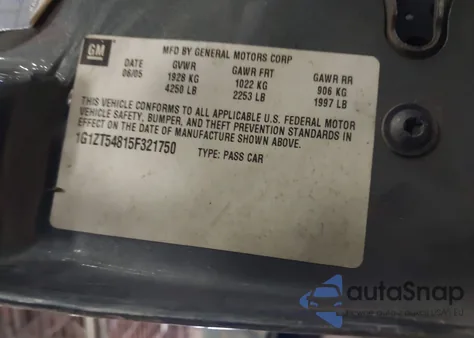 GM
MFD BY GENERAL MOTORS CORP
DATE GVWR GAWR FRT GAWR RR
06/05 1928 KG 1022 KG 906 KG
4250 LB 2253 LB 1997 LB
THIS VEHICLE CONFORMS TO ALL APPLICABLE U.S. FEDERAL MOTOR
VEHICLE SAFETY, BUMPER, AND THEFT PREVENTION STANDARDS IN
EFFECT ON THE DATE OF MANUFACTURE SHOWN ABOVE.
1G1ZT54815F321750 TYPE: PASS CAR
autoSnap